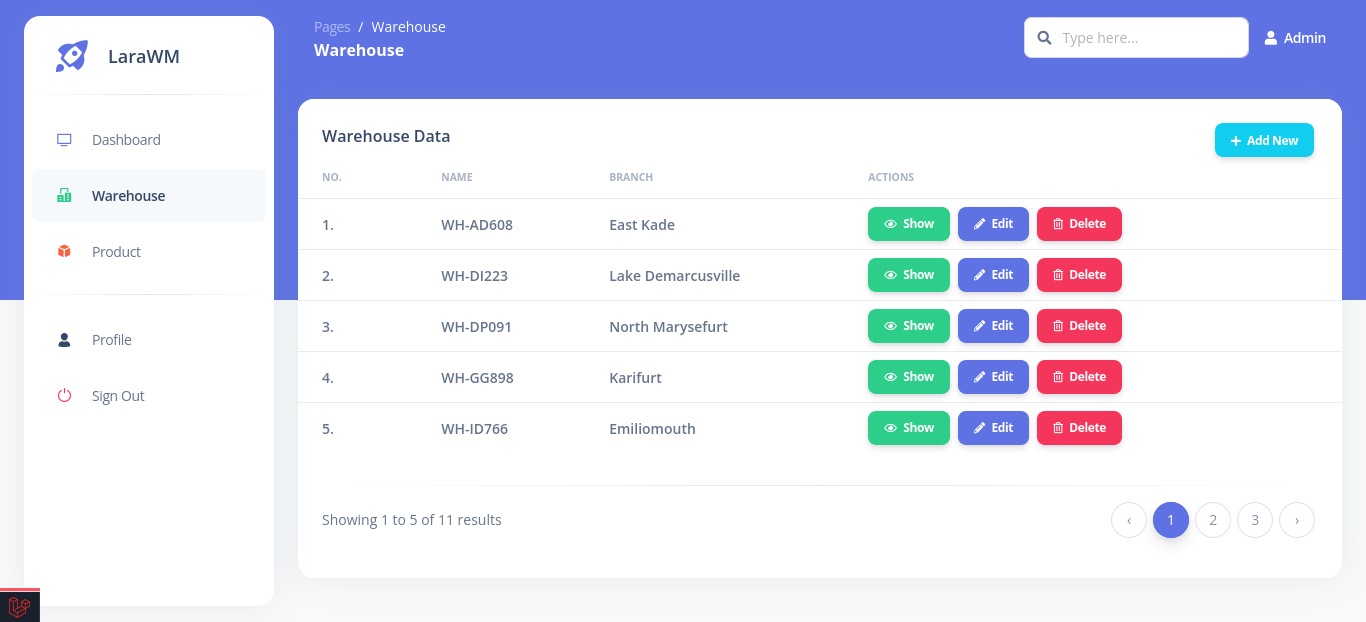 LaraWM
Dashboard
Warehouse
Product
Profile
Sign Out
Pages / Warehouse
Warehouse
Type here...
Admin
Warehouse Data
Add New
NO. NAME BRANCH ACTIONS
1. WH-AD608 East Kade Show Edit Delete
2. WH-DI223 Lake Demarcusville Show Edit Delete
3. WH-DP091 North Marysefurt Show Edit Delete
4. WH-GG898 Karifurt Show Edit Delete
5. WH-ID766 Emiliomouth Show Edit Delete
Showing 1 to 5 of 11 results
‹ 1 2 3 ›